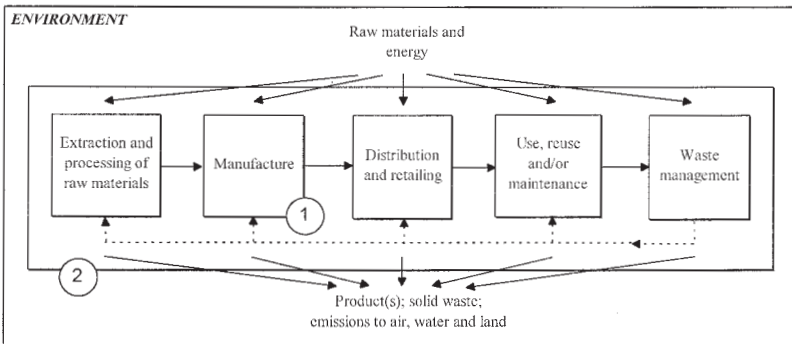 ENVIRONMENT
Raw materials and
energy
Extraction and
processing of
raw materials
Manufacture
Distribution
and retailing
Use, reuse
and/or
maintenance
Waste
management
1
2
Product(s); solid waste;
emissions to air, water and land